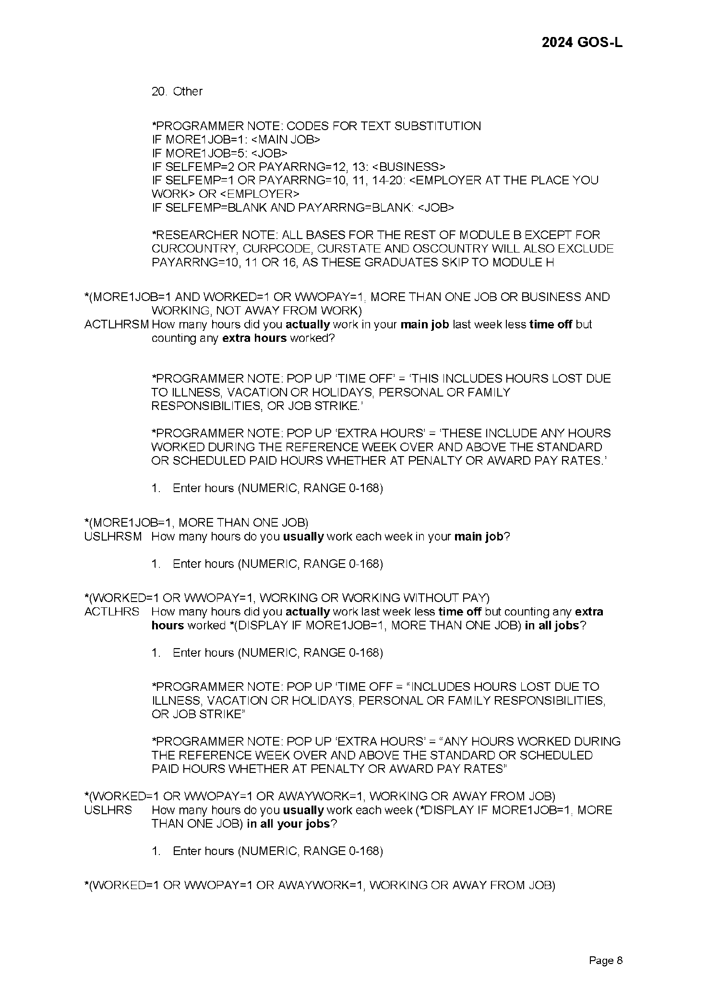 2024 GOS-L
20. Other
*PROGRAMMER NOTE: CODES FOR TEXT SUBSTITUTION
IF MORE1JOB=1: <MAIN JOB>
IF MORE1JOB=5: <JOB>
IF SELFEMP=2 OR PAYARRNG=12, 13: <BUSINESS>
IF SELFEMP=1 OR PAYARRNG=10, 11, 14-20: <EMPLOYER AT THE PLACE YOU
WORK> OR <EMPLOYER>
IF SELFEMP=BLANK AND PAYARRNG=BLANK: <JOB>
*RESEARCHER NOTE: ALL BASES FOR THE REST OF MODULE B EXCEPT FOR
CURCOUNTRY, CURPCODE, CURSTATE AND OSCOUNTRY WILL ALSO EXCLUDE
PAYARRNG=10, 11 OR 16, AS THESE GRADUATES SKIP TO MODULE H
*(MORE1JOB=1 AND WORKED=1 OR WWOPAY=1, MORE THAN ONE JOB OR BUSINESS AND
WORKING, NOT AWAY FROM WORK)
ACTLHRSM How many hours did you actually work in your main job last week less time off but
counting any extra hours worked?
*PROGRAMMER NOTE: POP UP ‘TIME OFF’ = ‘THIS INCLUDES HOURS LOST DUE
TO ILLNESS, VACATION OR HOLIDAYS, PERSONAL OR FAMILY
RESPONSIBILITIES, OR JOB STRIKE.’
*PROGRAMMER NOTE: POP UP ‘EXTRA HOURS’ = ‘THESE INCLUDE ANY HOURS
WORKED DURING THE REFERENCE WEEK OVER AND ABOVE THE STANDARD
OR SCHEDULED PAID HOURS WHETHER AT PENALTY OR AWARD PAY RATES.’
1. Enter hours (NUMERIC, RANGE 0-168)
*(MORE1JOB=1, MORE THAN ONE JOB)
USLHRSM How many hours do you usually work each week in your main job?
1. Enter hours (NUMERIC, RANGE 0-168)
*(WORKED=1 OR WWOPAY=1, WORKING OR WORKING WITHOUT PAY)
ACTLHRS How many hours did you actually work last week less time off but counting any extra
hours worked *(DISPLAY IF MORE1JOB=1, MORE THAN ONE JOB) in all jobs?
1. Enter hours (NUMERIC, RANGE 0-168)
*PROGRAMMER NOTE: POP UP ‘TIME OFF = “INCLUDES HOURS LOST DUE TO
ILLNESS, VACATION OR HOLIDAYS, PERSONAL OR FAMILY RESPONSIBILITIES,
OR JOB STRIKE”
*PROGRAMMER NOTE: POP UP ‘EXTRA HOURS’ = “ANY HOURS WORKED DURING
THE REFERENCE WEEK OVER AND ABOVE THE STANDARD OR SCHEDULED
PAID HOURS WHETHER AT PENALTY OR AWARD PAY RATES”
*(WORKED=1 OR WWOPAY=1 OR AWAYWORK=1, WORKING OR AWAY FROM JOB)
USLHRS How many hours do you usually work each week (*DISPLAY IF MORE1JOB=1, MORE
THAN ONE JOB) in all your jobs?
1. Enter hours (NUMERIC, RANGE 0-168)
*(WORKED=1 OR WWOPAY=1 OR AWAYWORK=1, WORKING OR AWAY FROM JOB)
Page 8